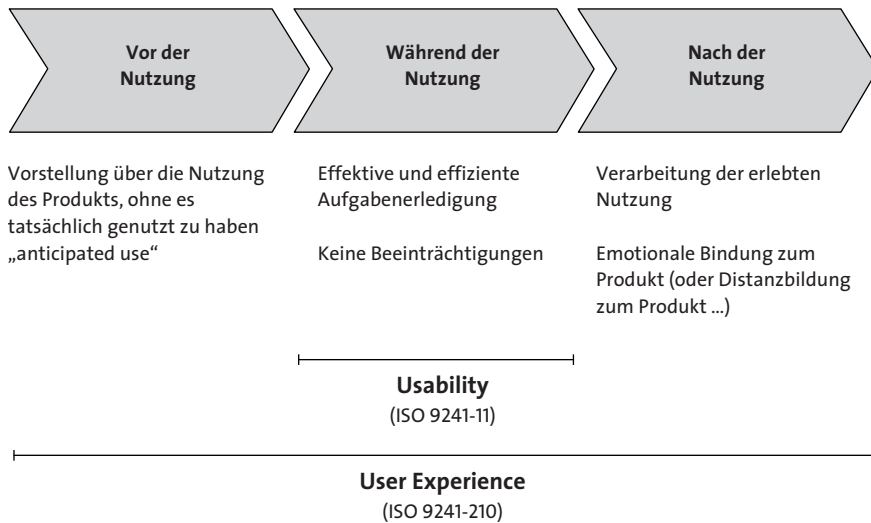 Vor der
Nutzung
Während der
Nutzung
Nach der
Nutzung
Vorstellung über die Nutzung
des Produkts, ohne es
tatsächlich genutzt zu haben
„anticipated use“
Effektive und effiziente
Aufgabenerledigung
Keine Beeinträchtigungen
Verarbeitung der erlebten
Nutzung
Emotionale Bindung zum
Produkt (oder Distanzbildung
zum Produkt ...)
Usability
(ISO 9241-11)
User Experience
(ISO 9241-210)